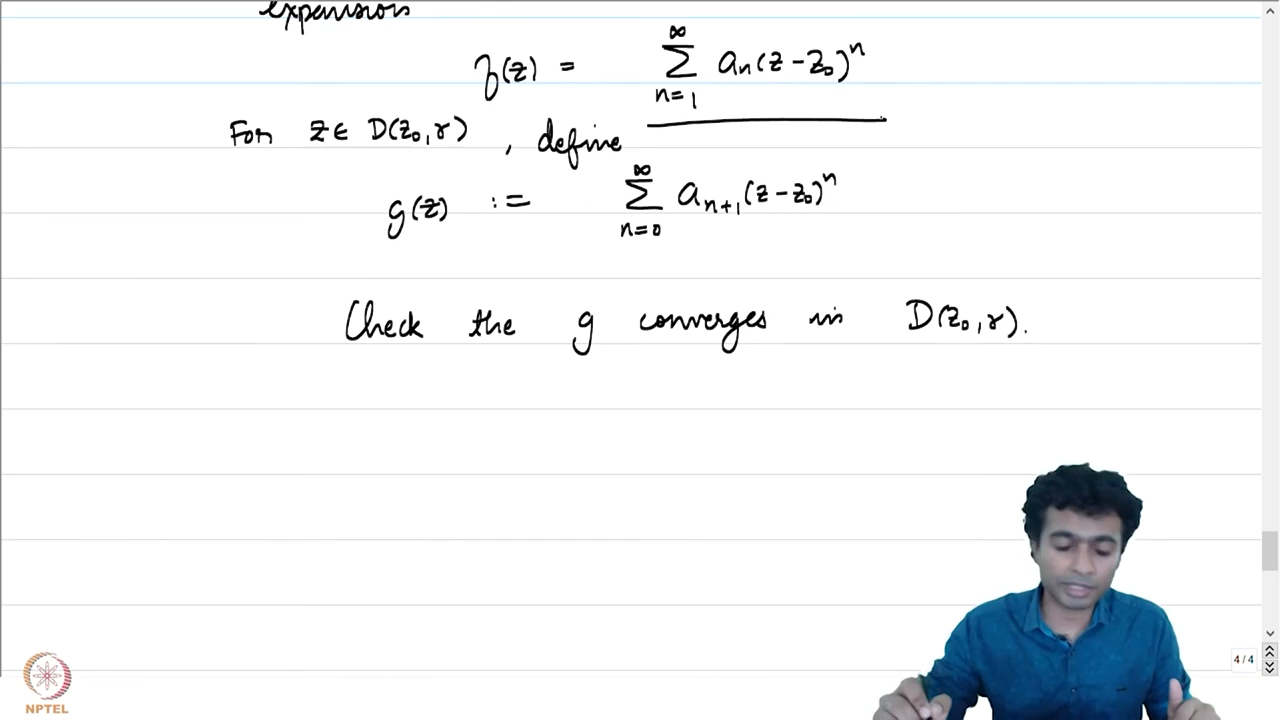 expansion
f(z) = ∑_{n=1}^{∞} a_n (z - z_0)^n
For z ∈ D(z_0, r), define
g(z) := ∑_{n=0}^{∞} a_{n+1} (z - z_0)^n
Check the g converges in D(z_0, r).
4 / 4
NPTEL